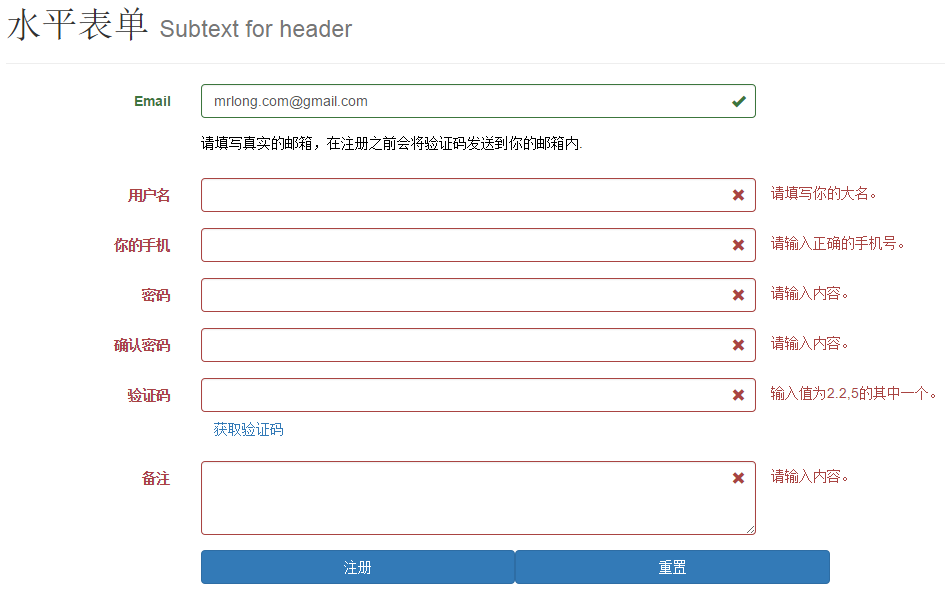 水平表单 Subtext for header
Email mrlong.com@gmail.com
请填写真实的邮箱，在注册之前会将验证码发送到你的邮箱内.
用户名 请填写你的大名。
你的手机 请输入正确的手机号。
密码 请输入内容。
确认密码 请输入内容。
验证码 输入值为2.2,5的其中一个。
获取验证码
备注 请输入内容。
注册 重置